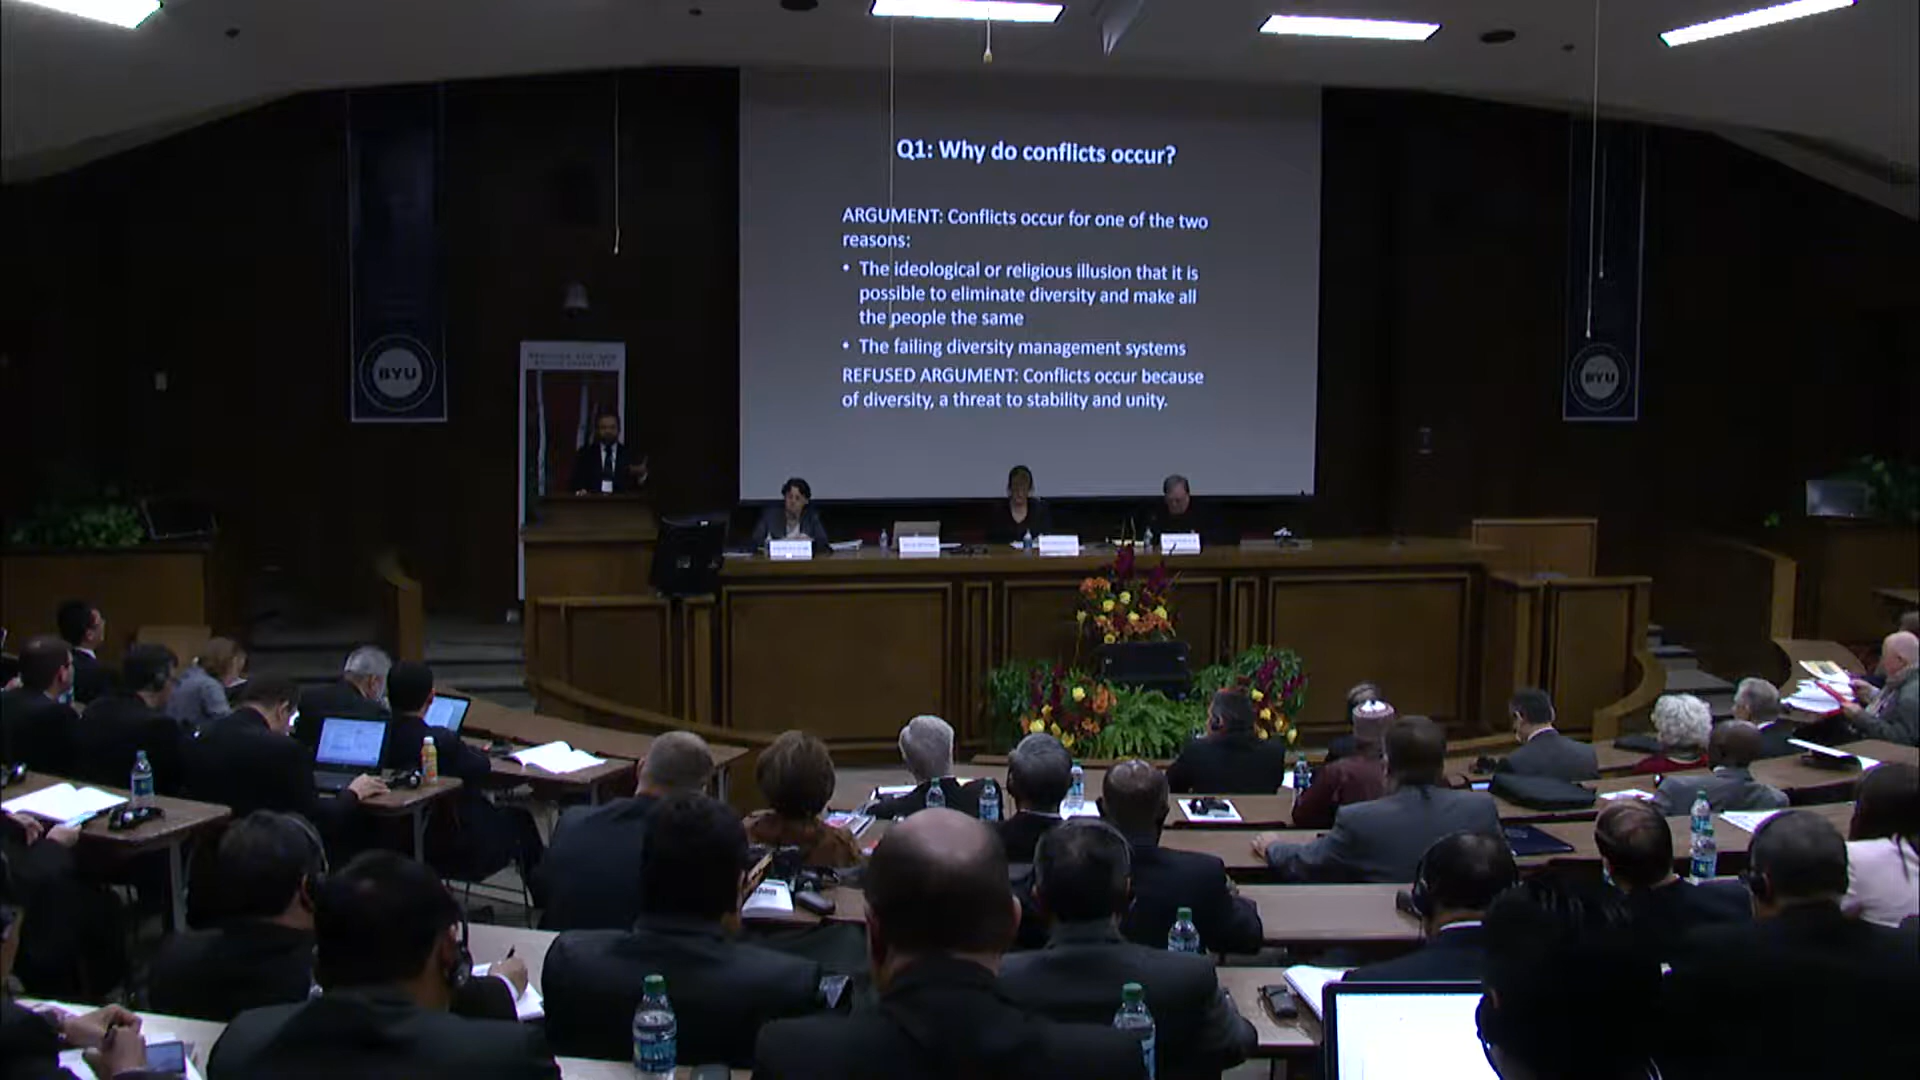 Q1: Why do conflicts occur?
ARGUMENT: Conflicts occur for one of the two
reasons:
• The ideological or religious illusion that it is
possible to eliminate diversity and make all
the people the same
• The failing diversity management systems
REFUSED ARGUMENT: Conflicts occur because
of diversity, a threat to stability and unity.
BYU
BYU